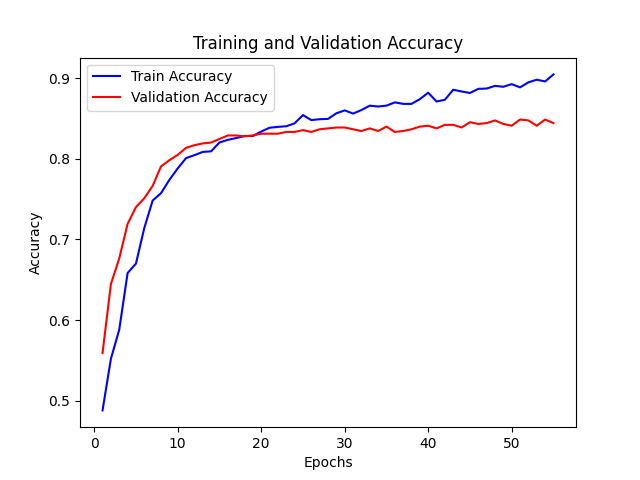 Training and Validation Accuracy
Train Accuracy
Validation Accuracy
0.9
0.8
0.7
0.6
0.5
Accuracy
0
10
20
30
40
50
Epochs